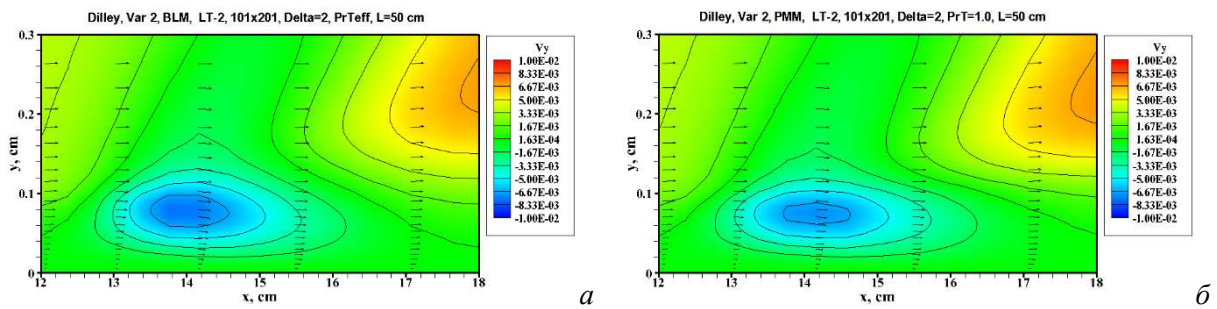 Dilley, Var 2, BLM, LT-2, 101x201, Delta=2, PrTeff, L=50 cm
y, cm
0.3
0.2
0.1
0
12
13
14
15
16
17
18
x, cm
Vy
1.00E-02
8.33E-03
6.67E-03
5.00E-03
3.33E-03
1.67E-03
1.63E-04
-1.67E-03
-3.33E-03
-5.00E-03
-6.67E-03
-8.33E-03
-1.00E-02
а
Dilley, Var 2, PMM, LT-2, 101x201, Delta=2, PrT=1.0, L=50 cm
y, cm
0.3
0.2
0.1
0
12
13
14
15
16
17
18
x, cm
Vy
1.00E-02
8.33E-03
6.67E-03
5.00E-03
3.33E-03
1.67E-03
1.63E-04
-1.67E-03
-3.33E-03
-5.00E-03
-6.67E-03
-8.33E-03
-1.00E-02
б